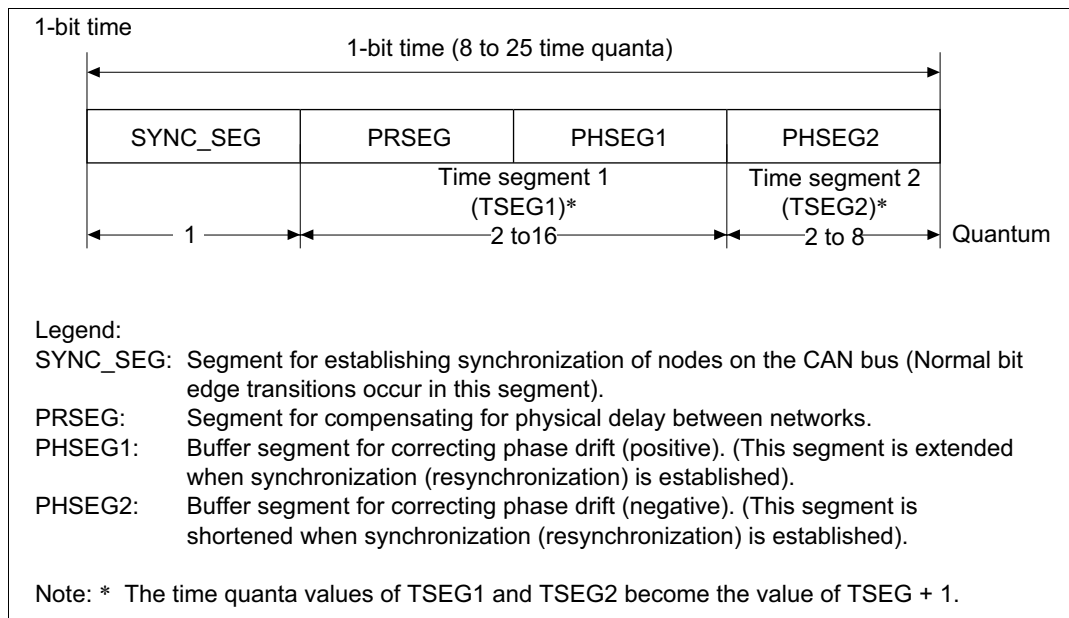 1-bit time
1-bit time (8 to 25 time quanta)
SYNC_SEG PRSEG PHSEG1 PHSEG2
Time segment 1
(TSEG1)*
Time segment 2
(TSEG2)*
1 2 to16 2 to 8 Quantum
Legend:
SYNC_SEG: Segment for establishing synchronization of nodes on the CAN bus (Normal bit
edge transitions occur in this segment).
PRSEG: Segment for compensating for physical delay between networks.
PHSEG1: Buffer segment for correcting phase drift (positive). (This segment is extended
when synchronization (resynchronization) is established).
PHSEG2: Buffer segment for correcting phase drift (negative). (This segment is
shortened when synchronization (resynchronization) is established).
Note: * The time quanta values of TSEG1 and TSEG2 become the value of TSEG + 1.